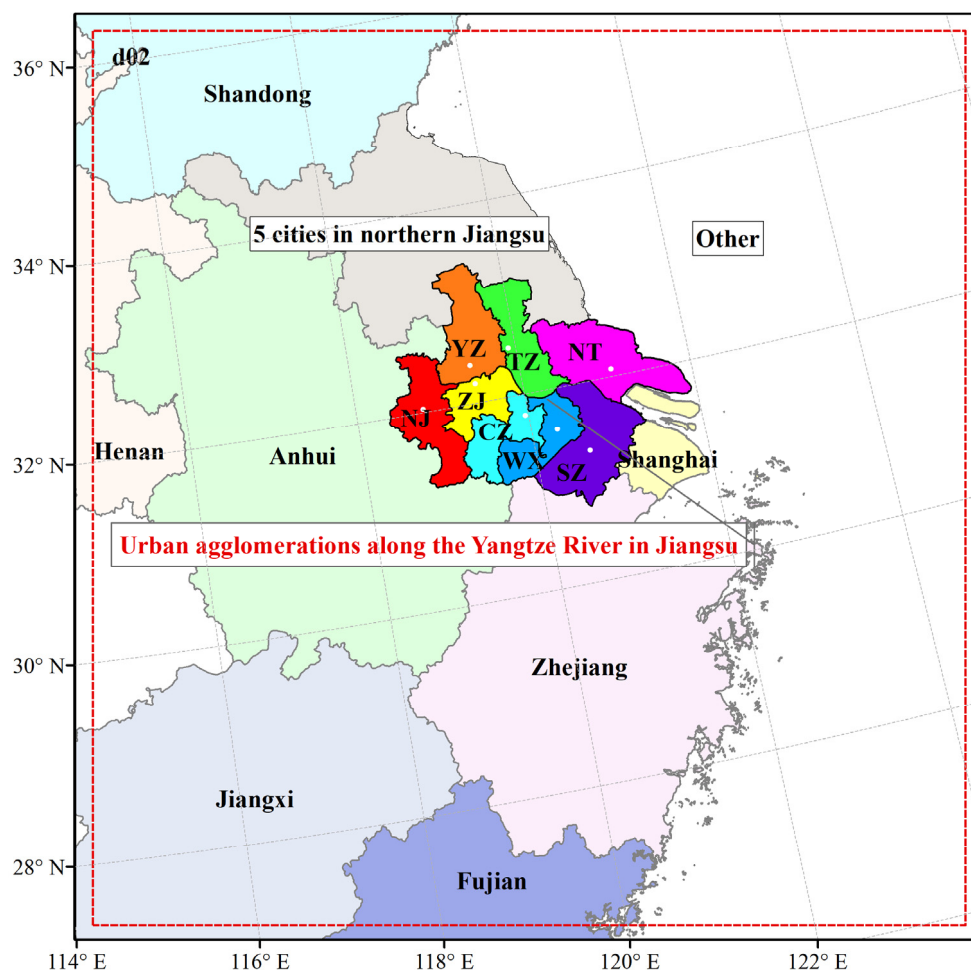 36° N
d02
Shandong
5 cities in northern Jiangsu
Other
34° N
YZ
TZ
NT
NJ
ZJ
CZ
WX
SZ
Shanghai
Henan
Anhui
32° N
Urban agglomerations along the Yangtze River in Jiangsu
30° N
Zhejiang
Jiangxi
28° N
Fujian
114° E 116° E 118° E 120° E 122° E